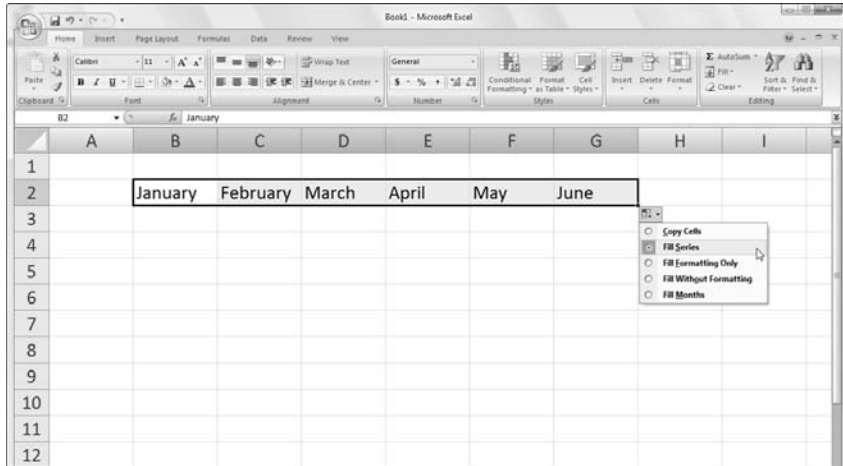 Book1 - Microsoft Excel
Home Insert Page Layout Formulas Data Review View
Calibri 11 A A Wrap Text General Σ AutoSum
Paste B I U A Merge & Center $ % , Conditional Formatting Format as Table Cell Styles Insert Delete Format Fill Clear Sort & Filter Find & Select
Clipboard Font Alignment Number Styles Cells Editing
B2 fx January
A B C D E F G H I
1
2 January February March April May June
3
Copy Cells
4
Fill Series
Fill Formatting Only
5
Fill Without Formatting
6
Fill Months
7
8
9
10
11
12